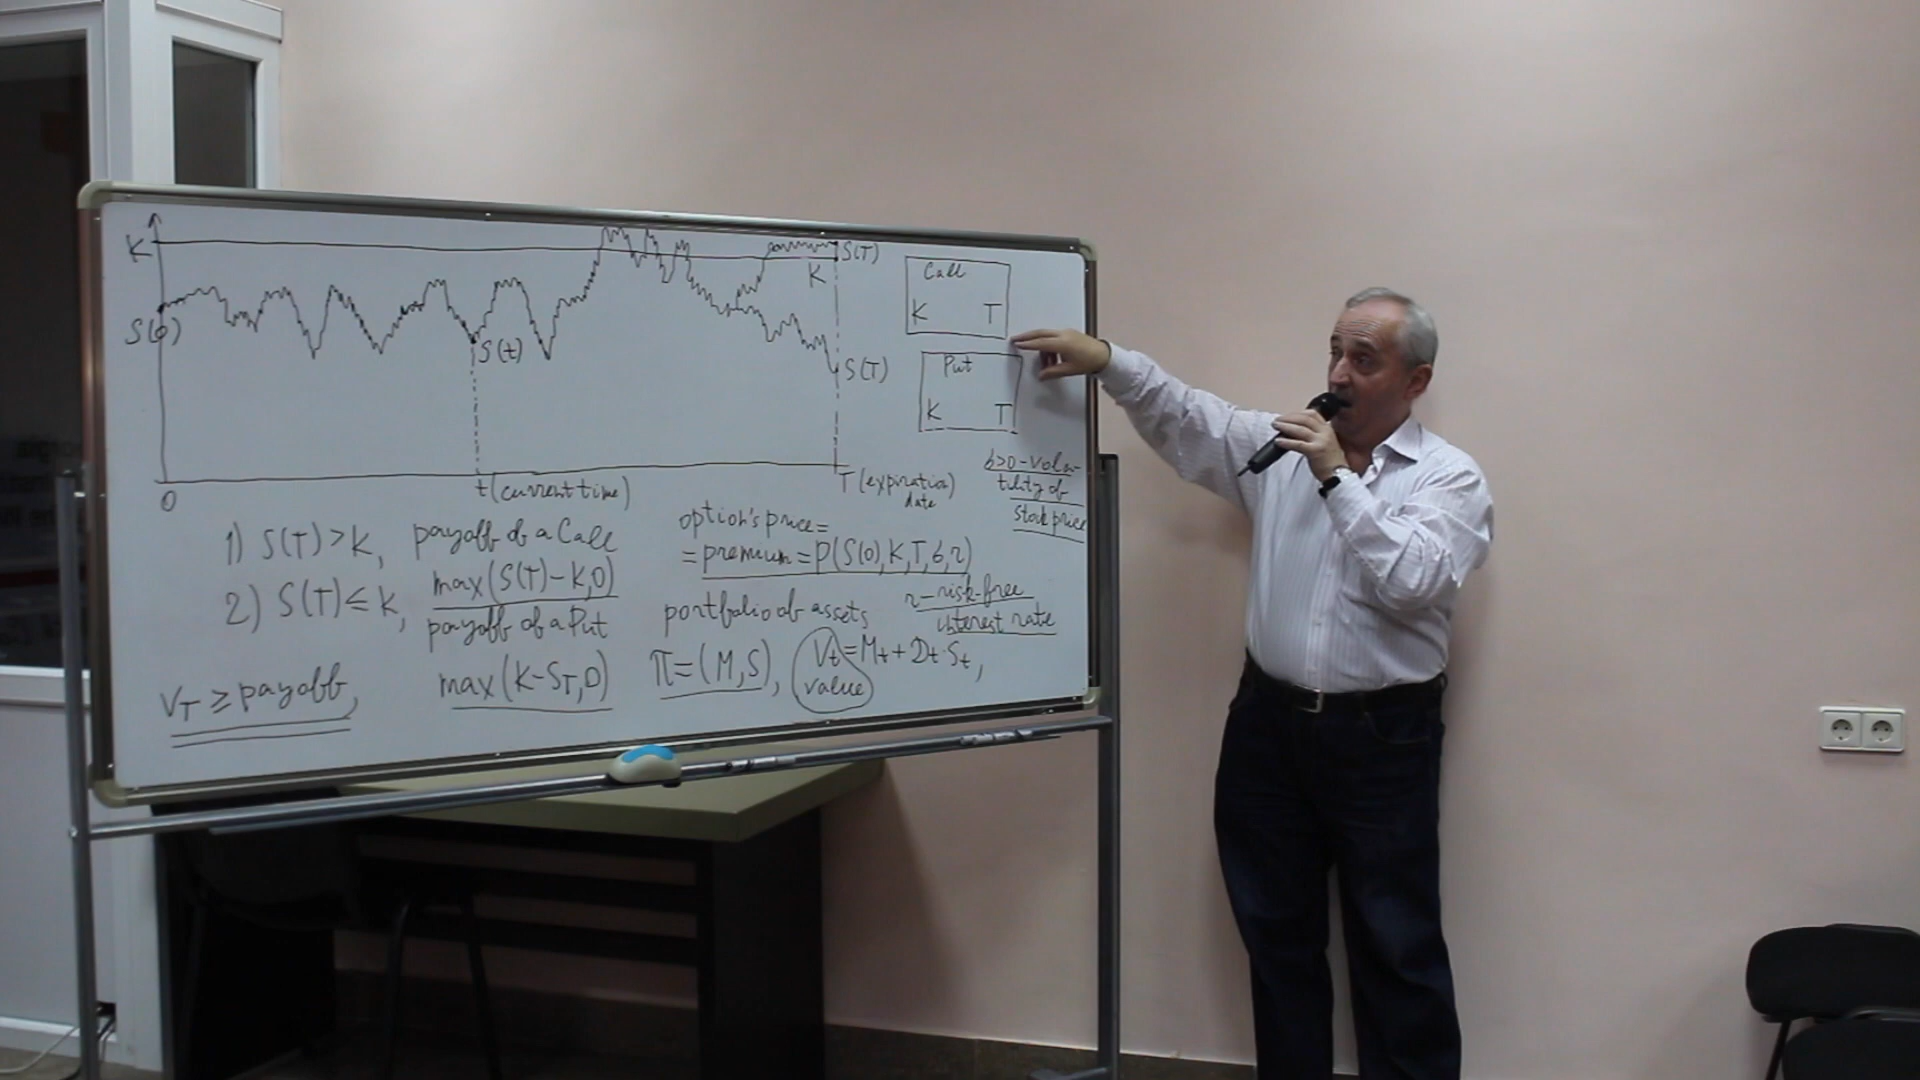 K
S(0)
S(t)
S(T)
K
S(T)
0
t (current time)
T (expiration
date
Call
K T
Put
K T
б>0 - vola-
tility of
stock price
1) S(T) > K, payoff of a Call
max(S(T)-K,0)
2) S(T) ≤ K, payoff of a Put
max(K-S_T,0)
V_T ≥ payoff,
option's price =
= premium = P(S(0),K,T,б,r)
r - risk-free
interest rate
portfolio of assets
π=(M,S), V_t = M_t + D_t·S_t,
value